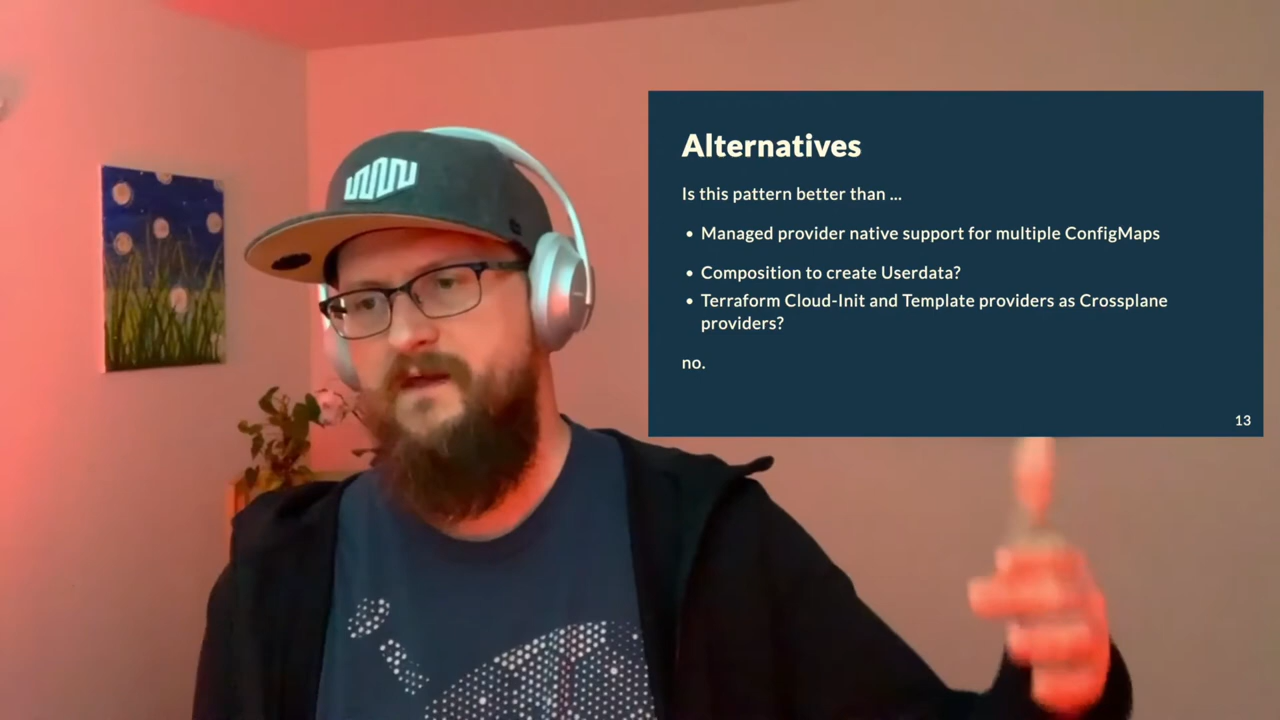 Alternatives
Is this pattern better than ...
• Managed provider native support for multiple ConfigMaps
• Composition to create Userdata?
• Terraform Cloud-Init and Template providers as Crossplane
providers?
no.
13